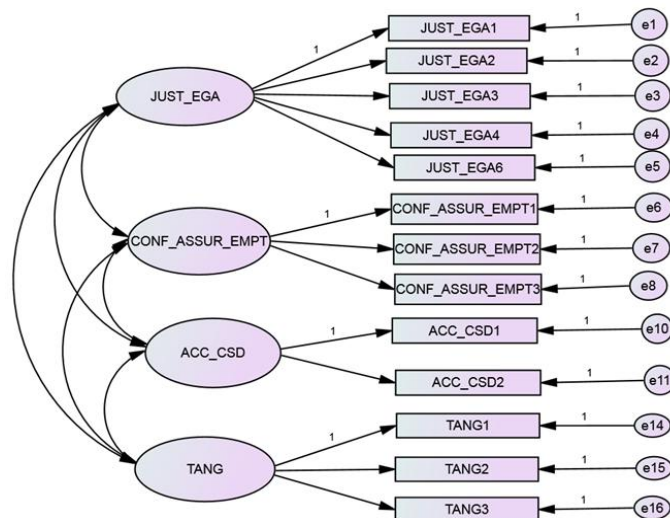 1 JUST_EGA1 1 e1
JUST_EGA2 1 e2
JUST_EGA JUST_EGA3 1 e3
JUST_EGA4 1 e4
JUST_EGA6 1 e5
1 CONF_ASSUR_EMPT1 1 e6
CONF_ASSUR_EMPT CONF_ASSUR_EMPT2 1 e7
CONF_ASSUR_EMPT3 1 e8
1 ACC_CSD1 1 e10
ACC_CSD
ACC_CSD2 1 e11
1 TANG1 1 e14
TANG TANG2 1 e15
TANG3 1 e16